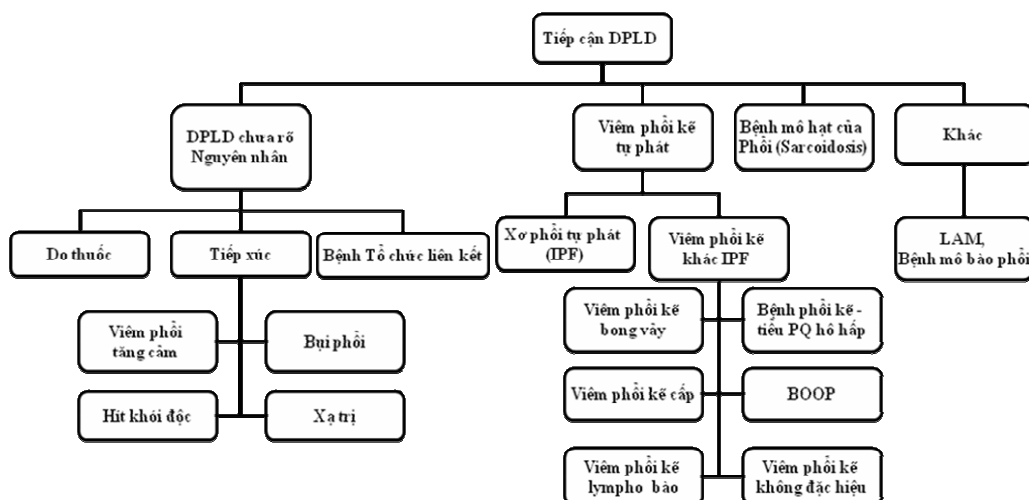 Tiếp cận DPLD
DPLD chưa rõ
Nguyên nhân
Viêm phổi kẽ
tự phát
Bệnh mô hạt của
Phổi (Sarcoidosis)
Khác
Do thuốc
Tiếp xúc
Bệnh Tổ chức liên kết
Xơ phổi tự phát
(IPF)
Viêm phổi kẽ
khác IPF
LAM,
Bệnh mô bào phổi
Viêm phổi
tăng cảm
Bụi phổi
Hít khói độc
Xạ trị
Viêm phổi kẽ
bong vảy
Bệnh phổi kẽ -
tiểu PQ hô hấp
Viêm phổi kẽ cấp
BOOP
Viêm phổi kẽ
lympho bào
Viêm phổi kẽ
không đặc hiệu